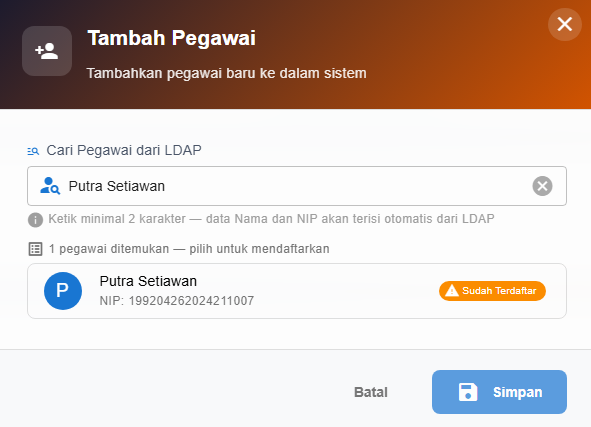 Tambah Pegawai
Tambahkan pegawai baru ke dalam sistem
Cari Pegawai dari LDAP
Putra Setiawan
Ketik minimal 2 karakter — data Nama dan NIP akan terisi otomatis dari LDAP
1 pegawai ditemukan — pilih untuk mendaftarkan
P
Putra Setiawan
NIP: 199204262024211007
Sudah Terdaftar
Batal
Simpan